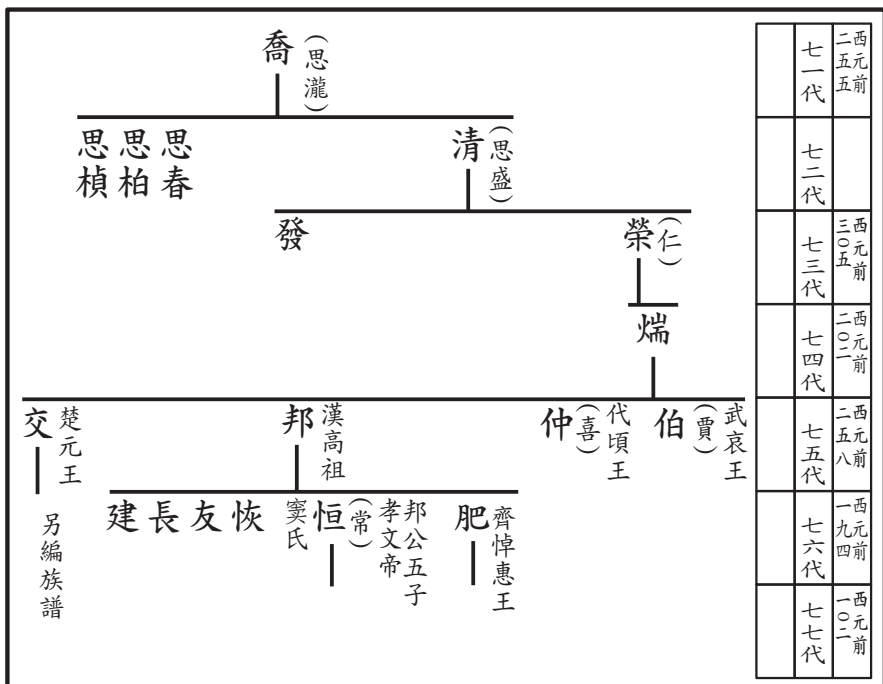 西元前二五五
七一代
喬
(思瀧)
七二代
清
(思盛)
思春
思柏
思楨
西元前三〇五
七三代
榮
(仁)
發
西元前二〇二
七四代
煓
西元前二五八
七五代
武哀王
伯
(賈)
代頃王
仲
(喜)
漢高祖
邦
楚元王
交
西元前一九四
七六代
齊悼惠王
肥
邦公五子
孝文帝
(常)
恒
竇氏
恢
友
長
建
另編族譜
西元前一〇二
七七代